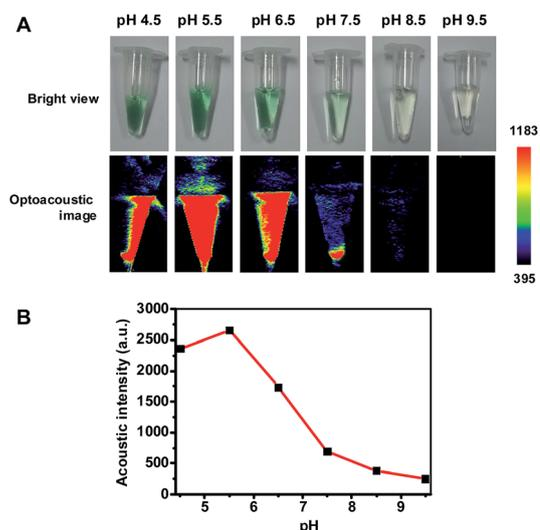 A
pH 4.5 pH 5.5 pH 6.5 pH 7.5 pH 8.5 pH 9.5
Bright view
Optoacoustic
image
1183
395
B
Acoustic intensity (a.u.)
3000
2500
2000
1500
1000
500
0
5 6 7 8 9
pH